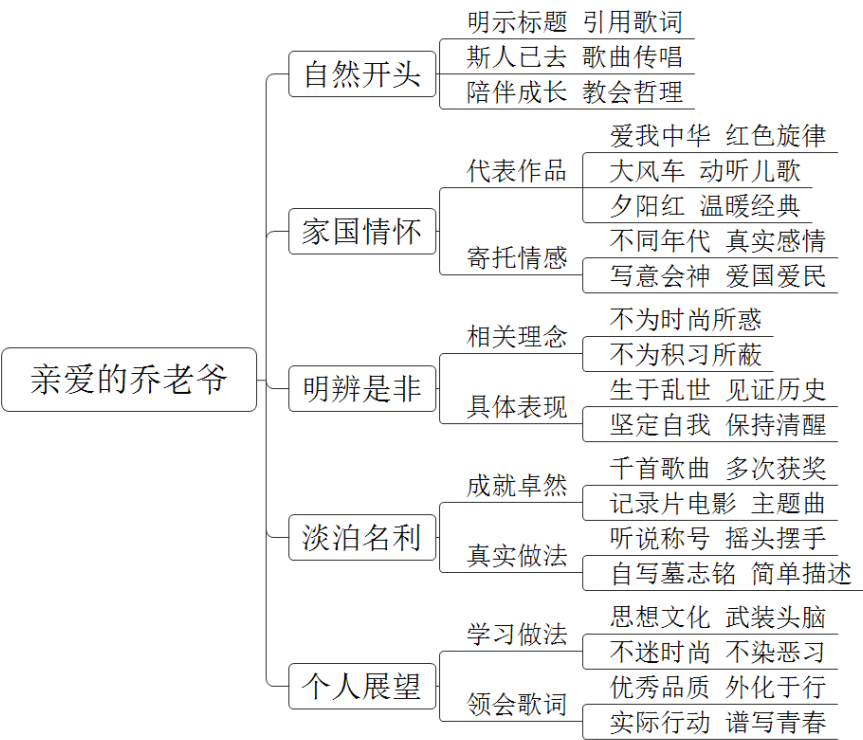 亲爱的乔老爷
自然开头
明示标题 引用歌词
斯人已去 歌曲传唱
陪伴成长 教会哲理
家国情怀
代表作品
爱我中华 红色旋律
大风车 动听儿歌
夕阳红 温暖经典
寄托情感
不同年代 真实感情
写意会神 爱国爱民
明辨是非
相关理念
不为时尚所惑
不为积习所蔽
具体表现
生于乱世 见证历史
坚定自我 保持清醒
淡泊名利
成就卓然
千首歌曲 多次获奖
记录片电影 主题曲
真实做法
听说称号 摇头摆手
自写墓志铭 简单描述
个人展望
学习做法
思想文化 武装头脑
不迷时尚 不染恶习
领会歌词
优秀品质 外化于行
实际行动 谱写青春